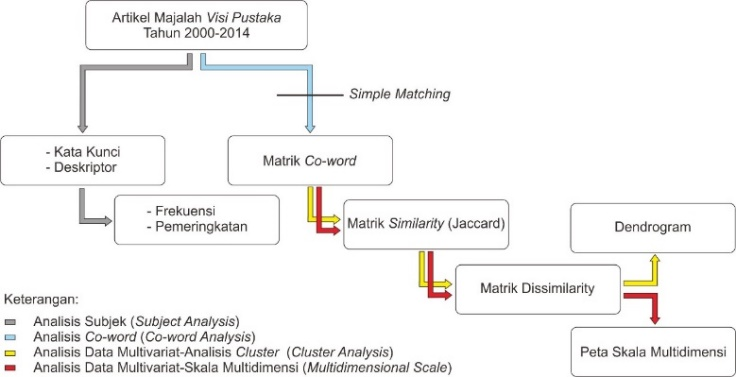 Artikel Majalah Visi Pustaka
Tahun 2000-2014
Simple Matching
- Kata Kunci
- Deskriptor
Matrik Co-word
- Frekuensi
- Pemeringkatan
Matrik Similarity (Jaccard)
Dendrogram
Matrik Dissimilarity
Peta Skala Multidimensi
Keterangan:
Analisis Subjek (Subject Analysis)
Analisis Co-word (Co-word Analysis)
Analisis Data Multivariat-Analisis Cluster (Cluster Analysis)
Analisis Data Multivariat-Skala Multidimensi (Multidimensional Scale)